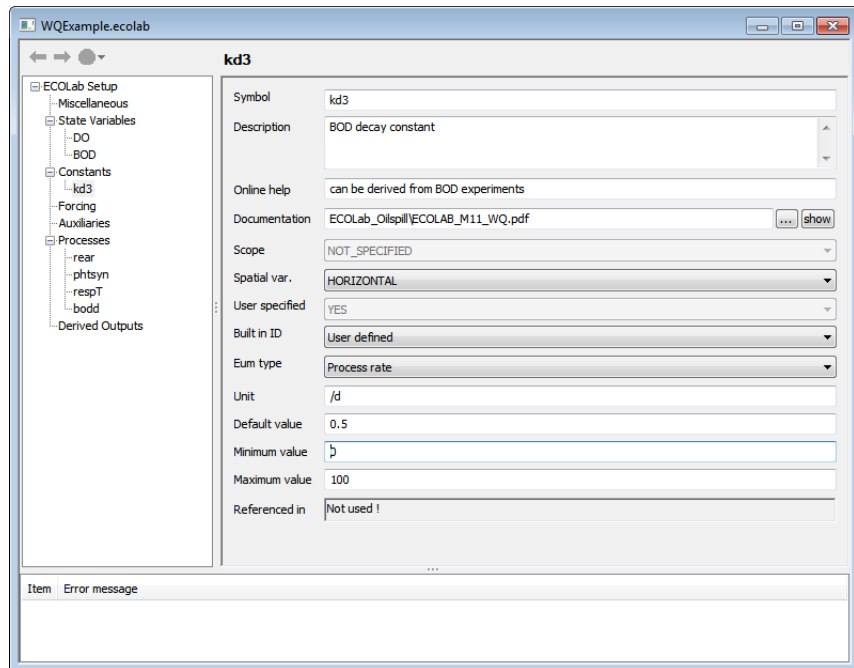 WQExample.ecolab
kd3
ECOLab Setup
Miscellaneous
State Variables
DO
BOD
Constants
kd3
Forcing
Auxiliaries
Processes
rear
phtsyn
respT
bodd
Derived Outputs
Symbol kd3
Description BOD decay constant
Online help can be derived from BOD experiments
Documentation ECOLab_Oilspill\ECOLAB_M11_WQ.pdf ... show
Scope NOT_SPECIFIED
Spatial var. HORIZONTAL
User specified YES
Built in ID User defined
Eum type Process rate
Unit /d
Default value 0.5
Minimum value 0
Maximum value 100
Referenced in Not used !
Item Error message